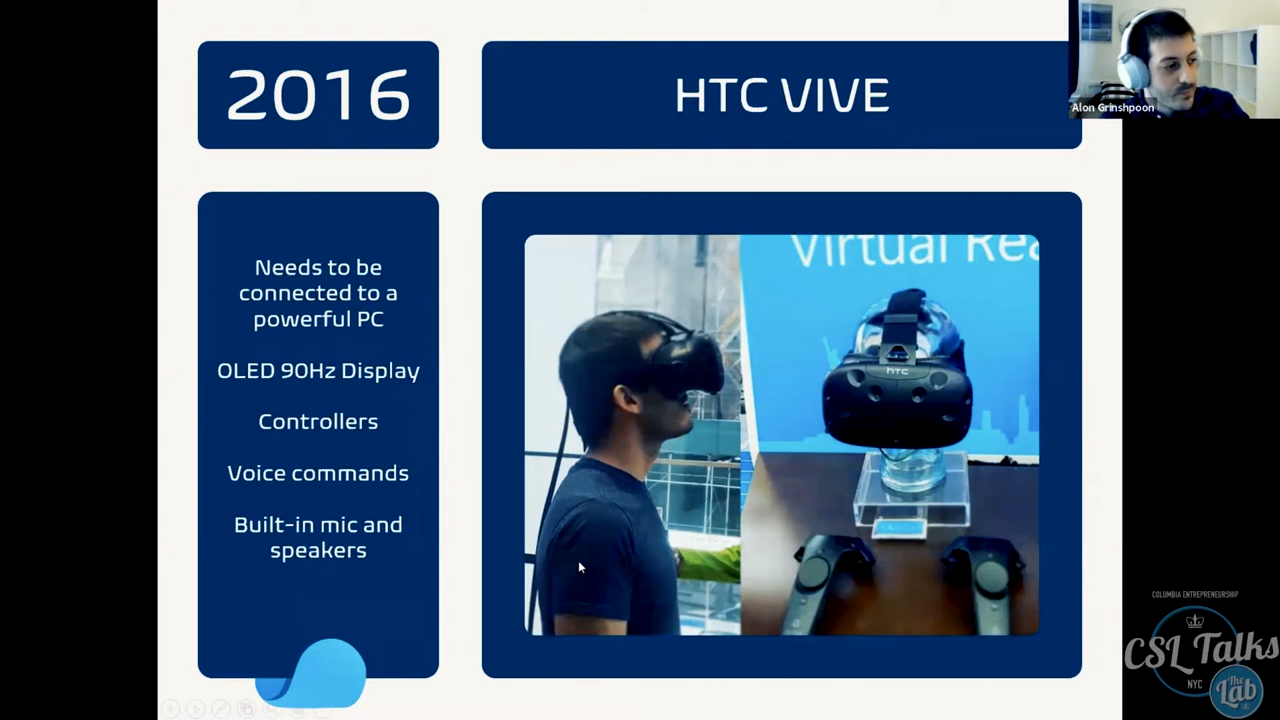 2016
HTC VIVE
Alon Grinshpoon
Needs to be
connected to a
powerful PC
OLED 90Hz Display
Controllers
Voice commands
Built-in mic and
speakers
Virtual Rea
hTC
COLUMBIA ENTREPRENEURSHIP
CSL Talks
NYC
The
Lab